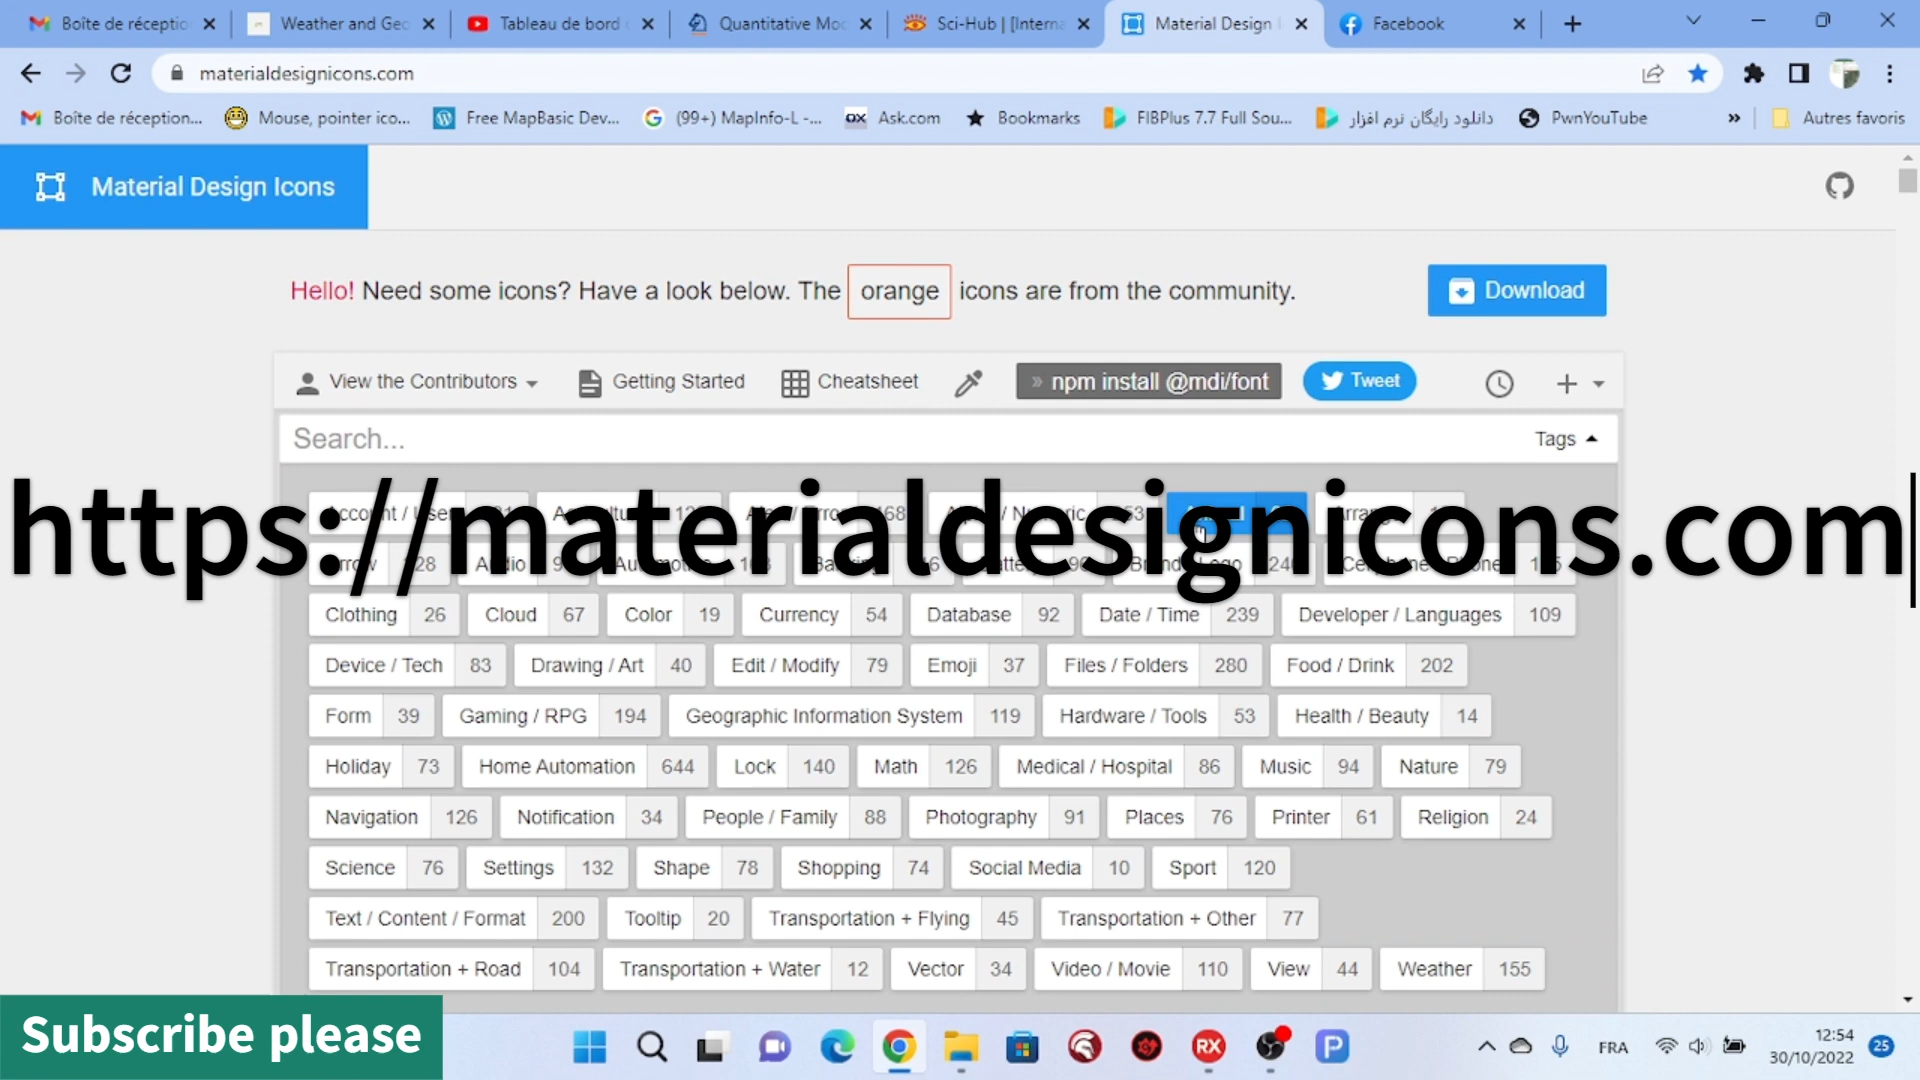 Boîte de réceptio
Weather and Geo
Tableau de bord
Quantitative Mod
Sci-Hub | [Interna
Material Design
Facebook
materialdesignicons.com
Boîte de réception...
Mouse, pointer ico...
Free MapBasic Dev...
(99+) MapInfo-L -...
Ask.com
Bookmarks
FIBPlus 7.7 Full Sou...
دانلود رایگان نرم افزار
PwnYouTube
»
Autres favoris
Material Design Icons
Hello! Need some icons? Have a look below. The orange icons are from the community.
Download
View the Contributors
Getting Started
Cheatsheet
» npm install @mdi/font
Tweet
Search...
Tags
https://materialdesignicons.com
Clothing 26 Cloud 67 Color 19 Currency 54 Database 92 Date / Time 239 Developer / Languages 109
Device / Tech 83 Drawing / Art 40 Edit / Modify 79 Emoji 37 Files / Folders 280 Food / Drink 202
Form 39 Gaming / RPG 194 Geographic Information System 119 Hardware / Tools 53 Health / Beauty 14
Holiday 73 Home Automation 644 Lock 140 Math 126 Medical / Hospital 86 Music 94 Nature 79
Navigation 126 Notification 34 People / Family 88 Photography 91 Places 76 Printer 61 Religion 24
Science 76 Settings 132 Shape 78 Shopping 74 Social Media 10 Sport 120
Text / Content / Format 200 Tooltip 20 Transportation + Flying 45 Transportation + Other 77
Transportation + Road 104 Transportation + Water 12 Vector 34 Video / Movie 110 View 44 Weather 155
Subscribe please
RX
P
FRA
12:54
30/10/2022
25